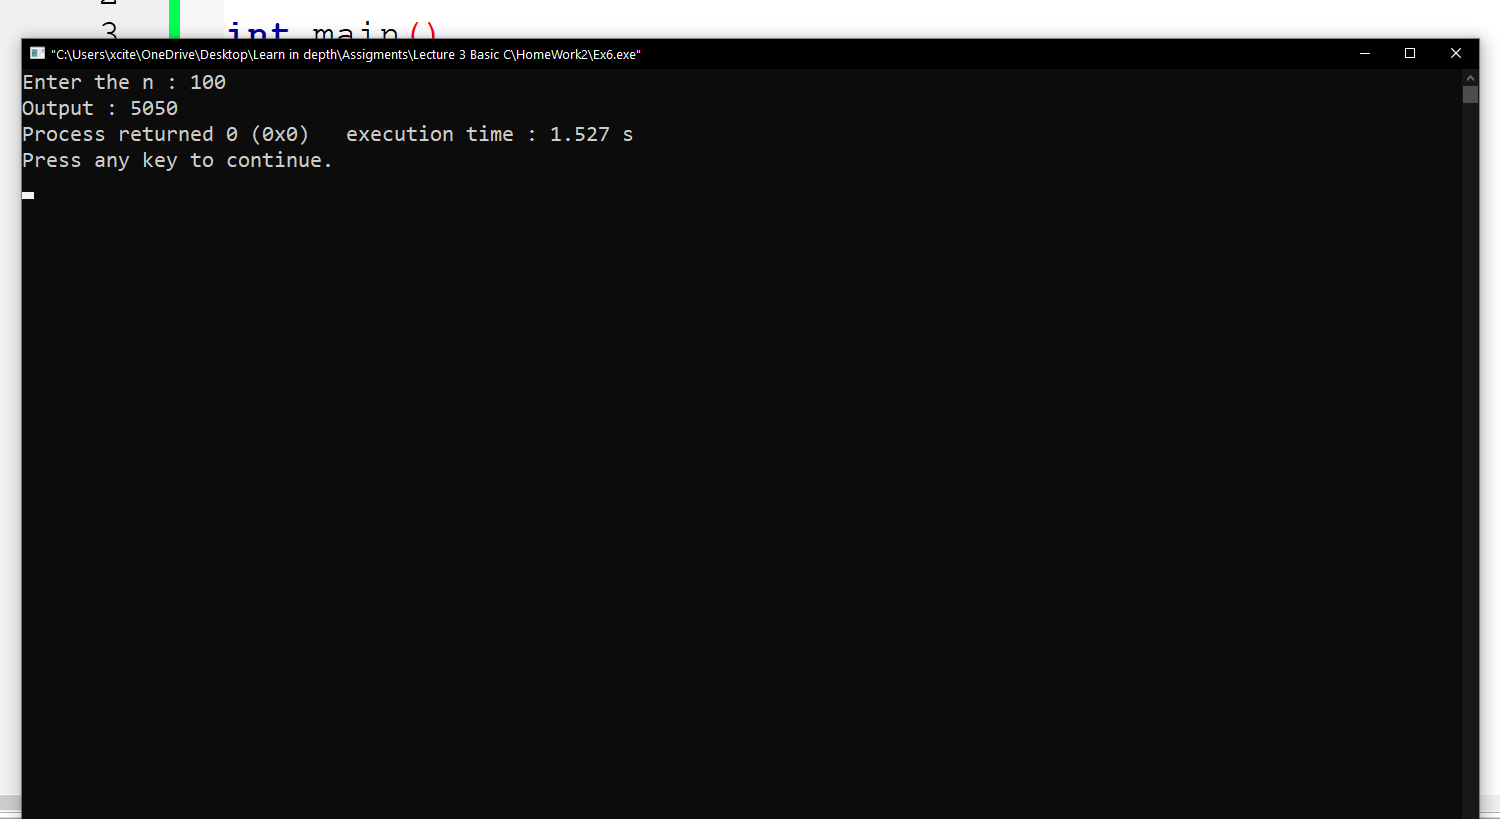 2
3 int main()
"C:\Users\xcite\OneDrive\Desktop\Learn in depth\Assigments\Lecture 3 Basic C\HomeWork2\Ex6.exe"
Enter the n : 100
Output : 5050
Process returned 0 (0x0)   execution time : 1.527 s
Press any key to continue.